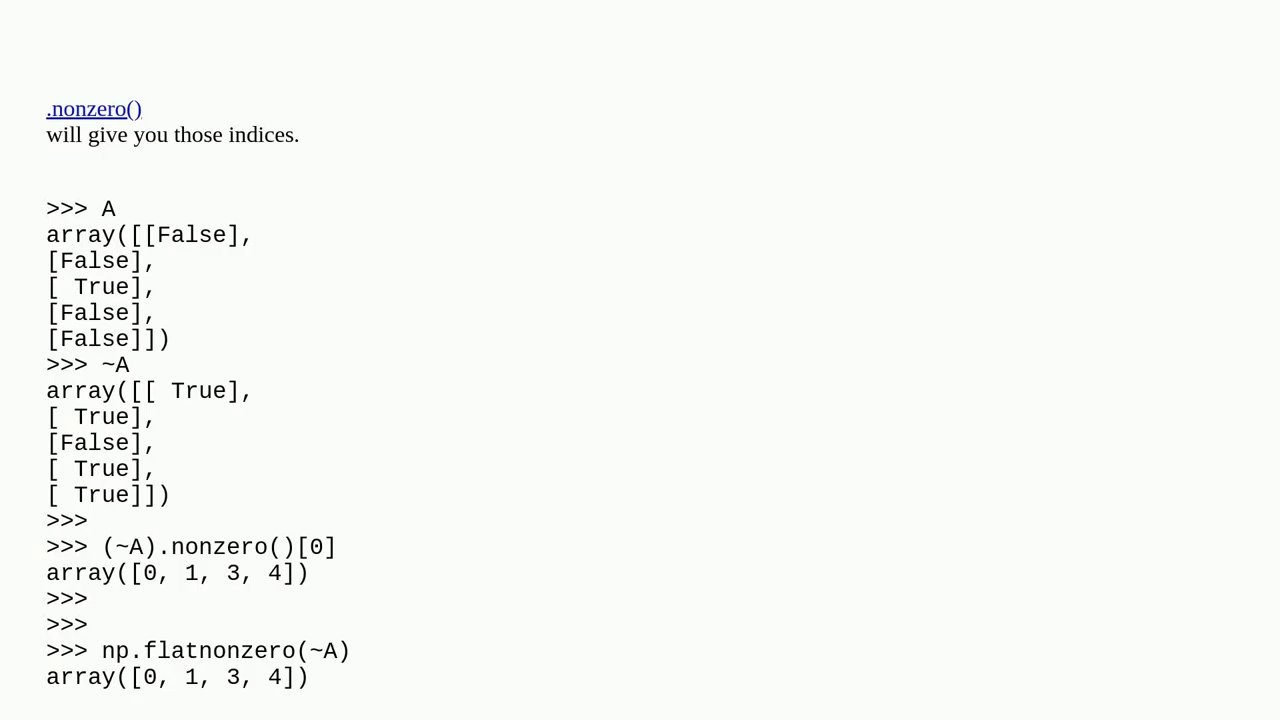 .nonzero()
will give you those indices.
>>> A
array([[False],
[False],
[ True],
[False],
[False]])
>>> ~A
array([[ True],
[ True],
[False],
[ True],
[ True]])
>>>
>>> (~A).nonzero()[0]
array([0, 1, 3, 4])
>>>
>>>
>>> np.flatnonzero(~A)
array([0, 1, 3, 4])